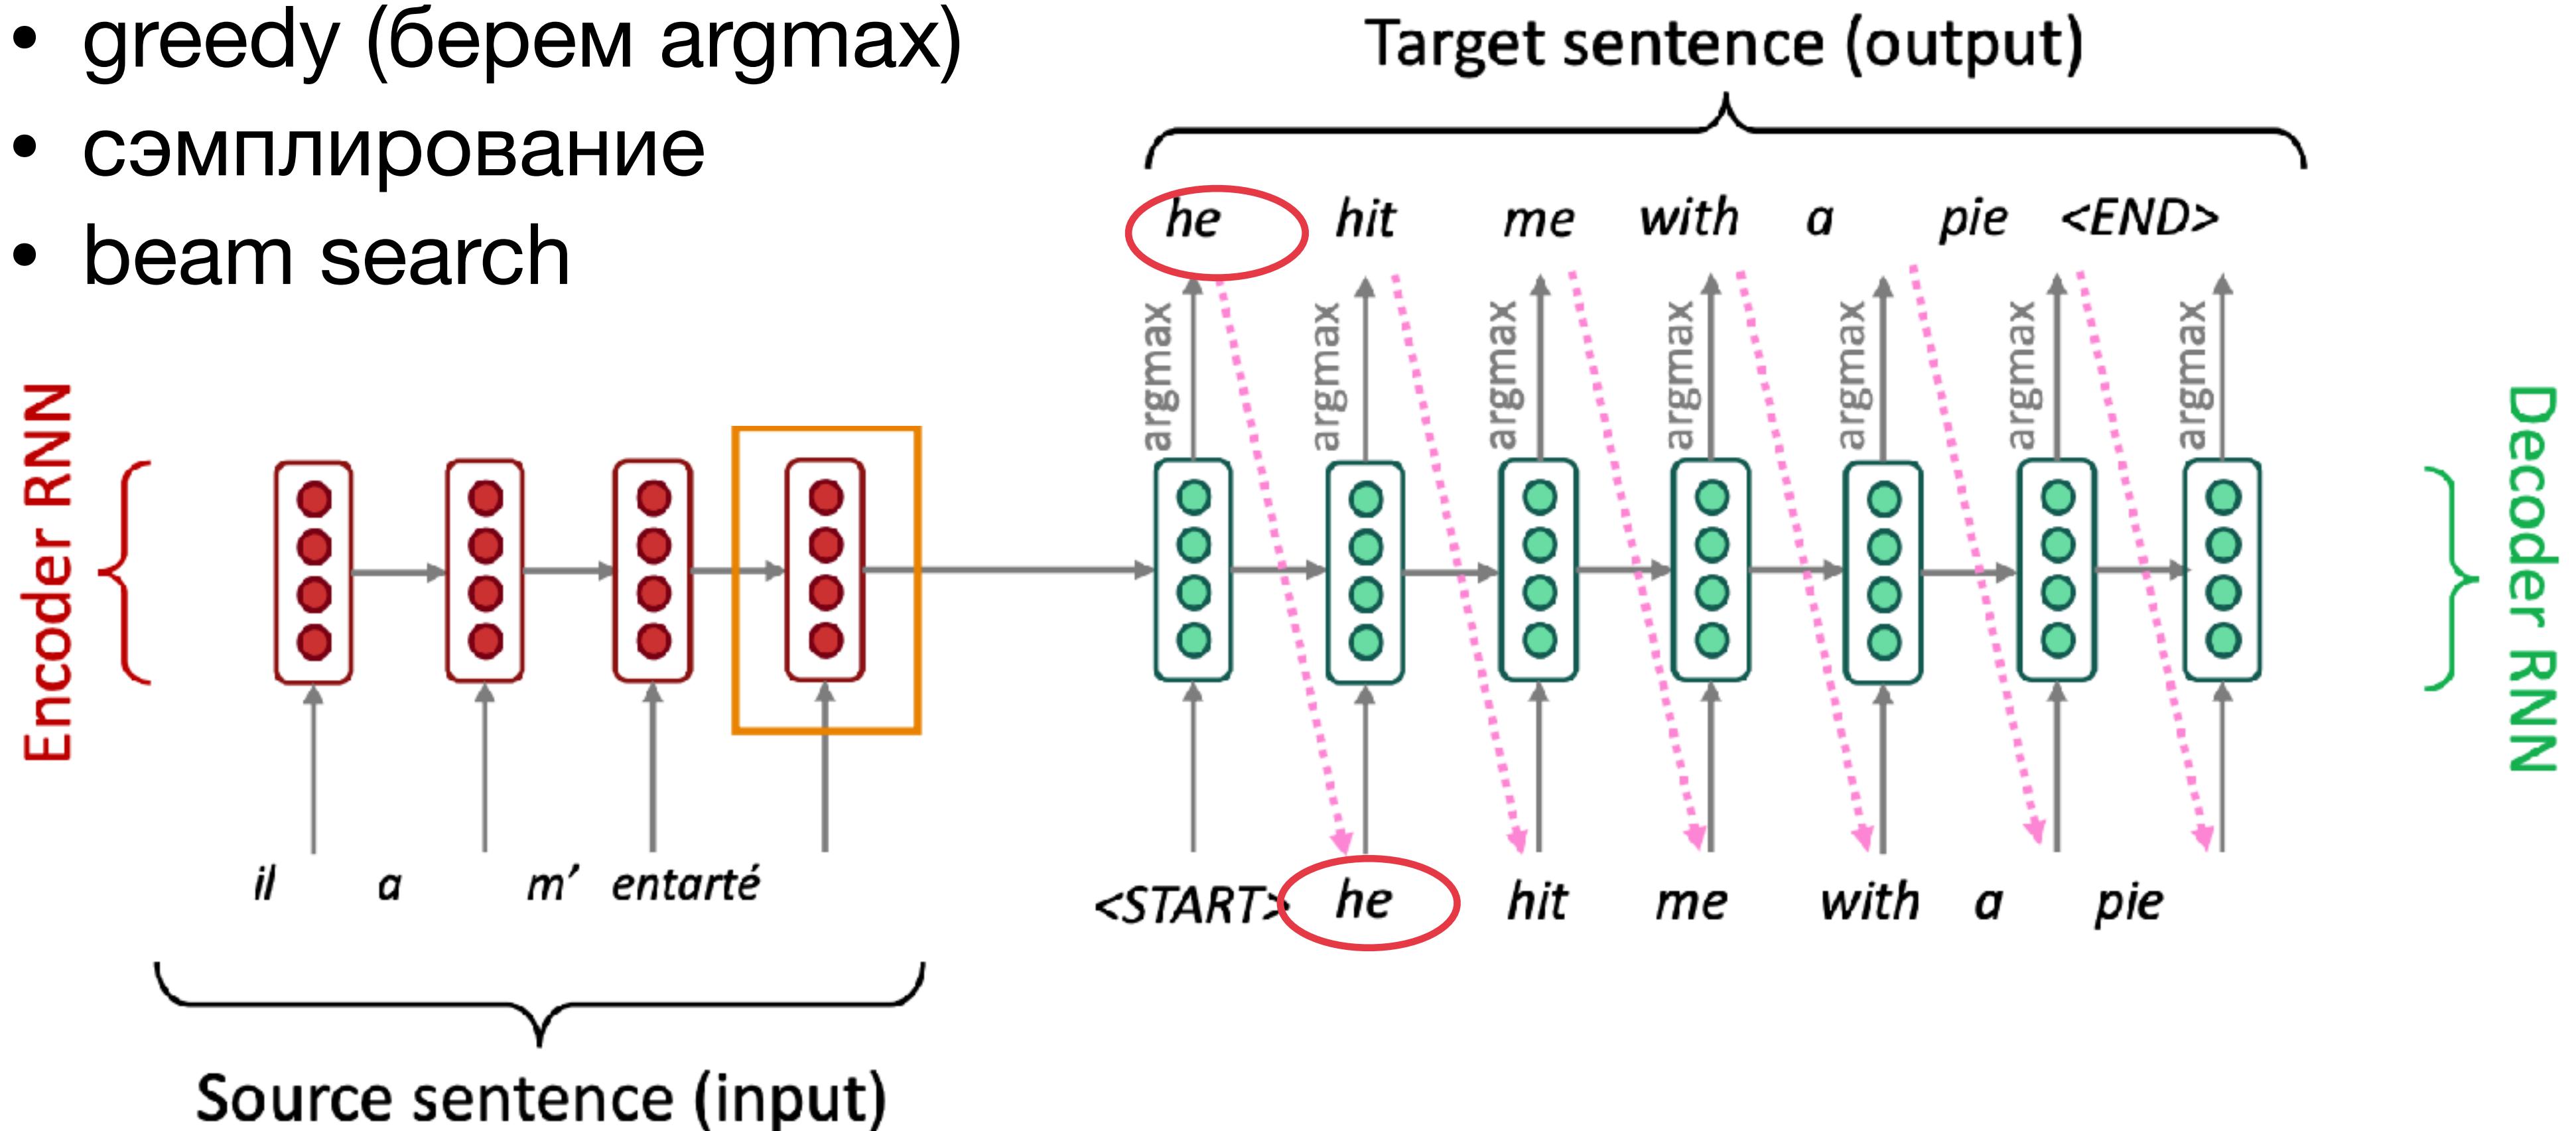 • greedy (берем argmax)
• сэмплирование
• beam search
Target sentence (output)
he hit me with a pie <END>
argmax argmax argmax argmax argmax argmax argmax
Encoder RNN
Decoder RNN
il a m’ entarté
<START> he hit me with a pie
Source sentence (input)